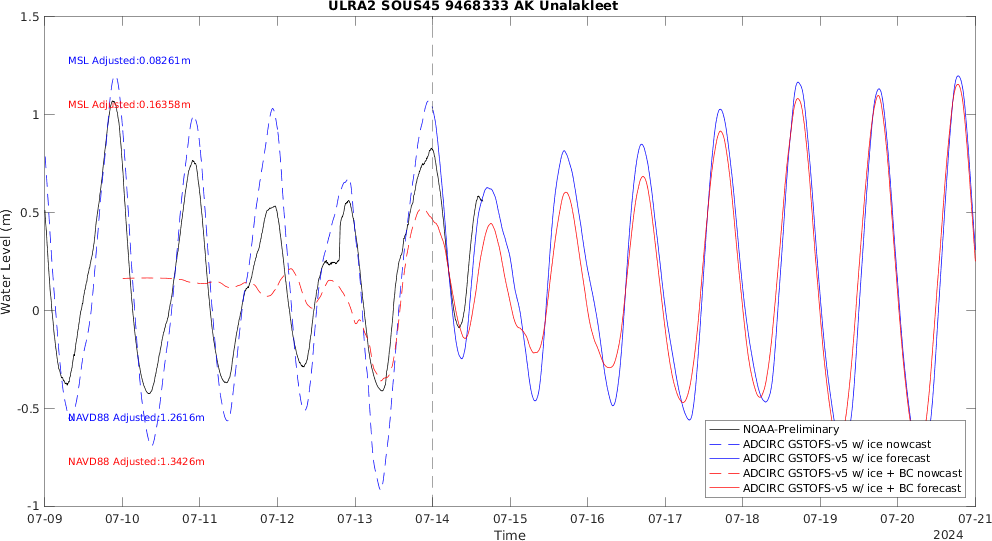 ULRA2 SOUS45 9468333 AK Unalakleet
1.5
1
0.5
0
-0.5
-1
Water Level (m)
MSL Adjusted:0.08261m
MSL Adjusted:0.16358m
NAVD88 Adjusted:1.2616m
NAVD88 Adjusted:1.3426m
NOAA-Preliminary
ADCIRC GSTOFS-v5 w/ ice nowcast
ADCIRC GSTOFS-v5 w/ ice forecast
ADCIRC GSTOFS-v5 w/ ice + BC nowcast
ADCIRC GSTOFS-v5 w/ ice + BC forecast
07-09 07-10 07-11 07-12 07-13 07-14 07-15 07-16 07-17 07-18 07-19 07-20 07-21
Time
2024